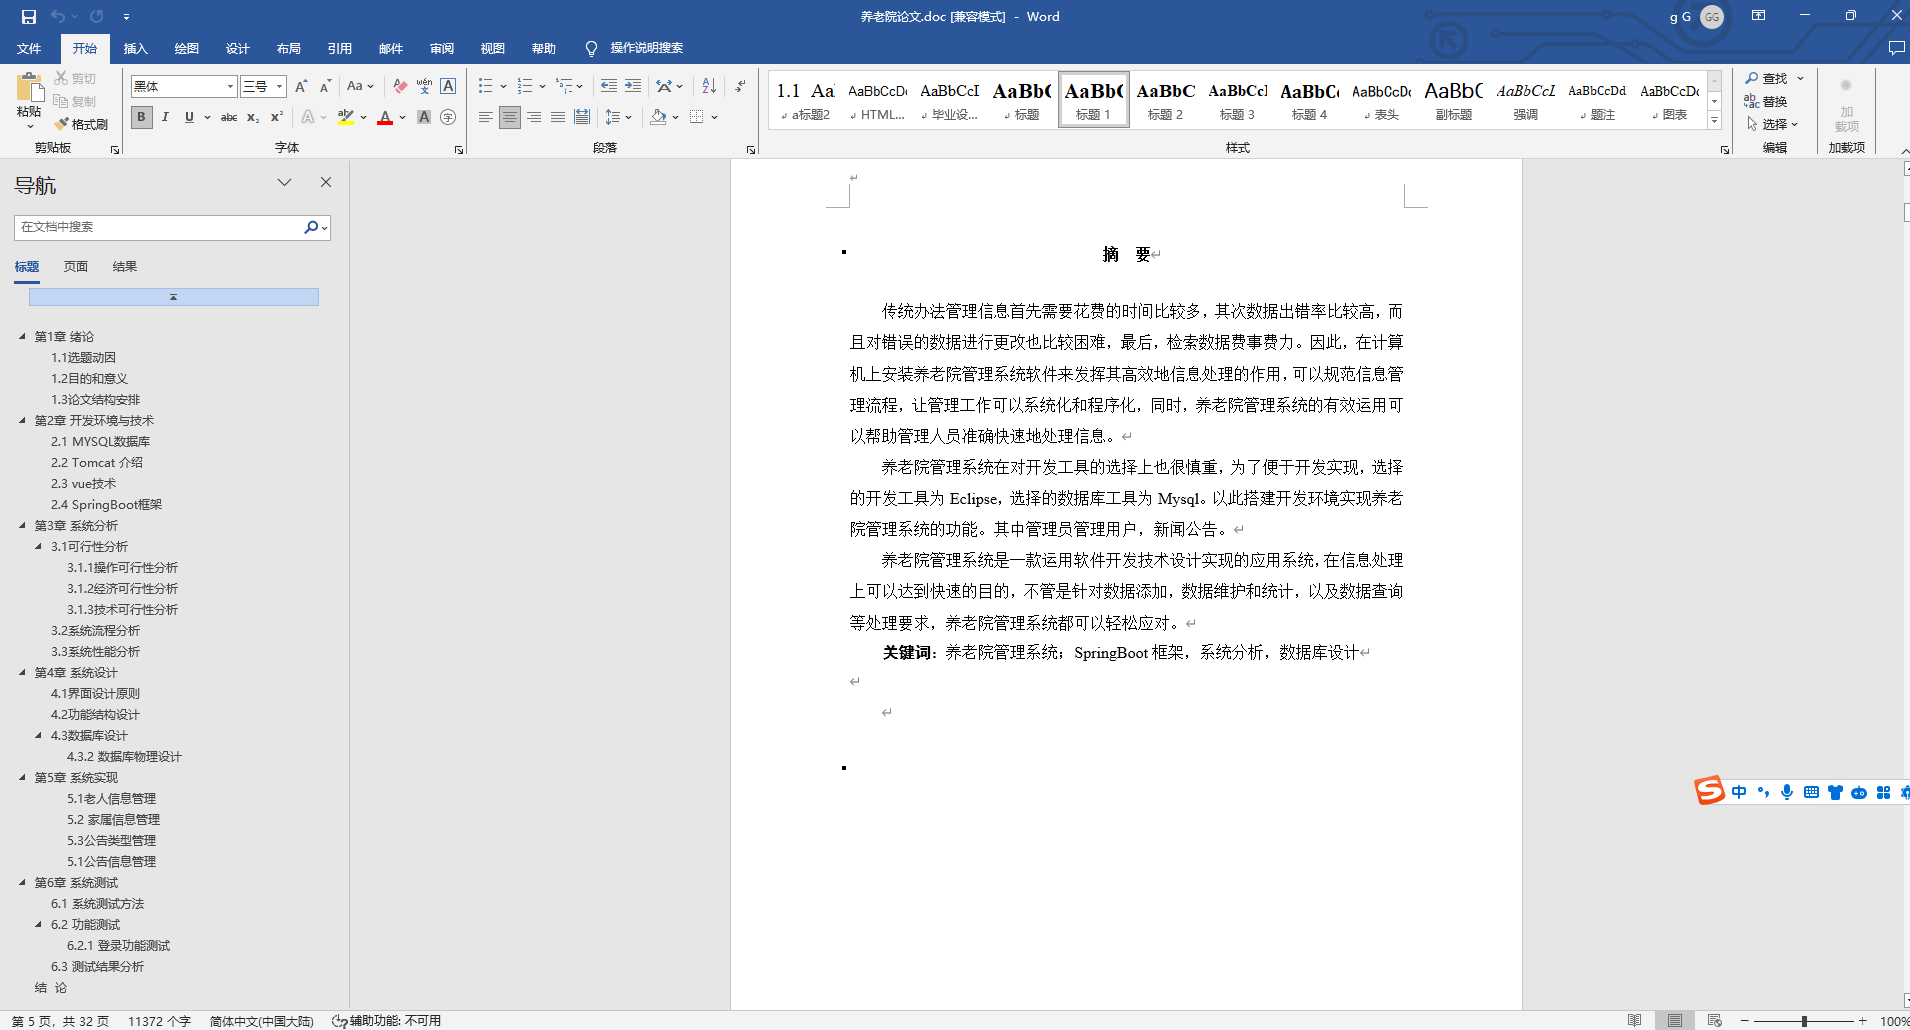 养老院论文.doc [兼容模式] - Word
g G
GG
文件 开始 插入 绘图 设计 布局 引用 邮件 审阅 视图 帮助 操作说明搜索
粘贴
剪切
复制
格式刷
剪贴板
黑体 三号
字体
段落
1.1 Aa AaBbCcDc AaBbCcI AaBbC AaBbC AaBbC AaBbCcI AaBbCc AaBbCcDc AaBbC AaBbCcL AaBbCcDd AaBbCcDc
a标题2 HTML... 毕业设... 标题 标题 1 标题 2 标题 3 标题 4 表头 副标题 强调 题注 图表
样式
查找
替换
选择
编辑
加载项
加载项
导航
在文档中搜索
标题 页面 结果
第1章 绪论
1.1选题动因
1.2目的和意义
1.3论文结构安排
第2章 开发环境与技术
2.1 MYSQL数据库
2.2 Tomcat 介绍
2.3 vue技术
2.4 SpringBoot框架
第3章 系统分析
3.1可行性分析
3.1.1操作可行性分析
3.1.2经济可行性分析
3.1.3技术可行性分析
3.2系统流程分析
3.3系统性能分析
第4章 系统设计
4.1界面设计原则
4.2功能结构设计
4.3数据库设计
4.3.2 数据库物理设计
第5章 系统实现
5.1老人信息管理
5.2 家属信息管理
5.3公告类型管理
5.1公告信息管理
第6章 系统测试
6.1 系统测试方法
6.2 功能测试
6.2.1 登录功能测试
6.3 测试结果分析
结 论
摘 要
传统办法管理信息首先需要花费的时间比较多，其次数据出错率比较高，而
且对错误的数据进行更改也比较困难，最后，检索数据费事费力。因此，在计算
机上安装养老院管理系统软件来发挥其高效地信息处理的作用，可以规范信息管
理流程，让管理工作可以系统化和程序化，同时，养老院管理系统的有效运用可
以帮助管理人员准确快速地处理信息。
养老院管理系统在对开发工具的选择上也很慎重，为了便于开发实现，选择
的开发工具为 Eclipse，选择的数据库工具为 Mysql。以此搭建开发环境实现养老
院管理系统的功能。其中管理员管理用户，新闻公告。
养老院管理系统是一款运用软件开发技术设计实现的应用系统，在信息处理
上可以达到快速的目的，不管是针对数据添加，数据维护和统计，以及数据查询
等处理要求，养老院管理系统都可以轻松应对。
关键词：养老院管理系统；SpringBoot 框架，系统分析，数据库设计
中
第 5 页，共 32 页 11372 个字 简体中文(中国大陆) 辅助功能: 不可用
100%